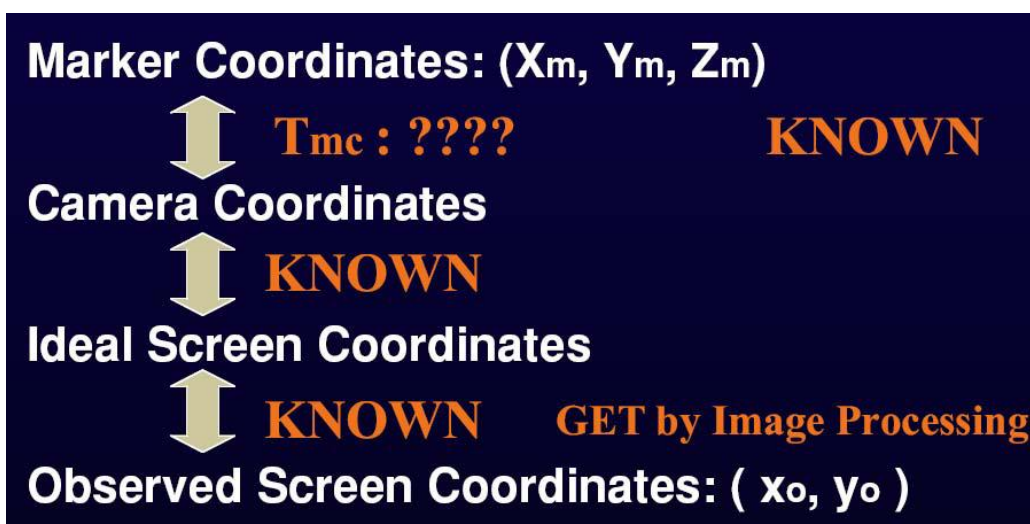 Marker Coordinates: (Xm, Ym, Zm)
Tmc : ???? KNOWN
Camera Coordinates
KNOWN
Ideal Screen Coordinates
KNOWN GET by Image Processing
Observed Screen Coordinates: ( xo, yo )